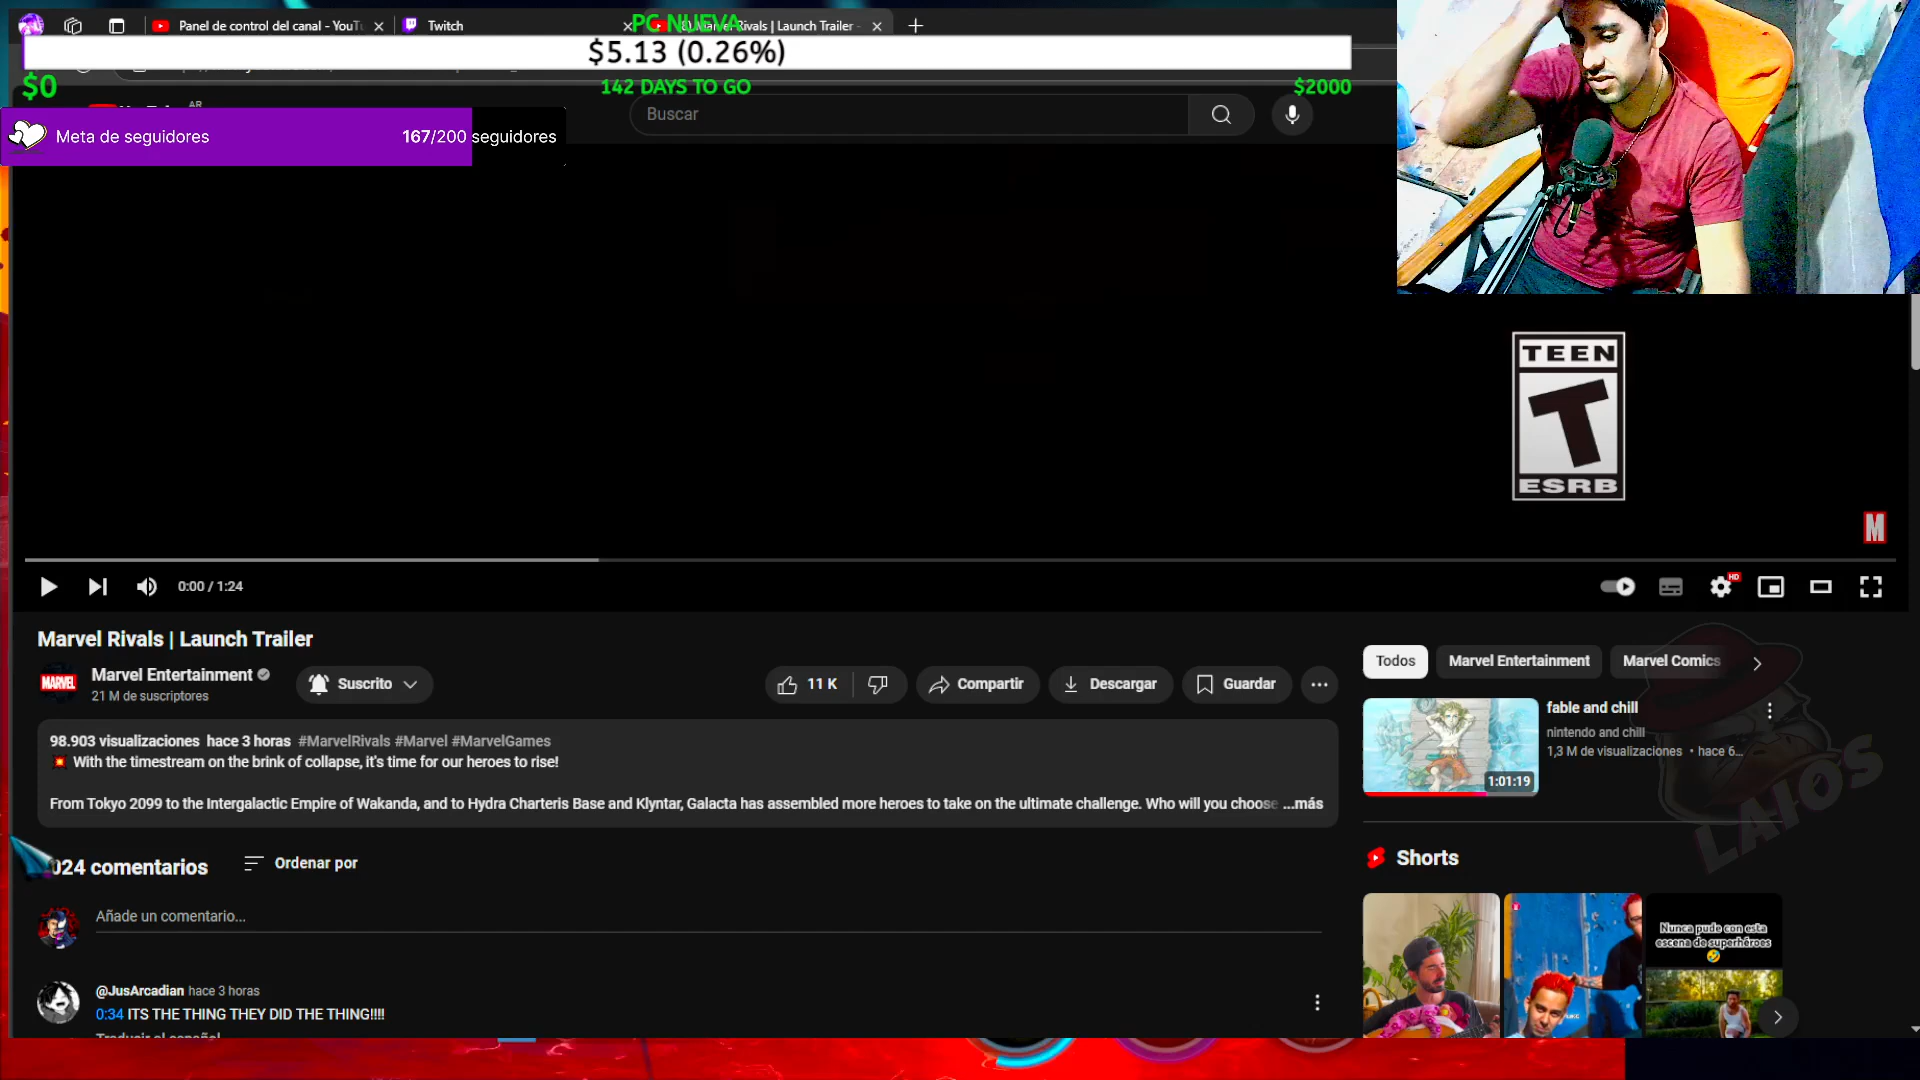 Panel de control del canal - YouTu
Twitch
PC NUEVA
Rivals | Launch Trailer -
$5.13 (0.26%)
$0
142 DAYS TO GO
$2000
AR
Buscar
Meta de seguidores
167/200 seguidores
TEEN
T
ESRB
M
0:00 / 1:24
HD
Marvel Rivals | Launch Trailer
MARVEL
Marvel Entertainment
21 M de suscriptores
Suscrito
11 K
Compartir
Descargar
Guardar
98.903 visualizaciones hace 3 horas #MarvelRivals #Marvel #MarvelGames
💥 With the timestream on the brink of collapse, it's time for our heroes to rise!
From Tokyo 2099 to the Intergalactic Empire of Wakanda, and to Hydra Charteris Base and Klyntar, Galacta has assembled more heroes to take on the ultimate challenge. Who will you choose ...más
024 comentarios
Ordenar por
Añade un comentario...
@JusArcadian hace 3 horas
0:34 ITS THE THING THEY DID THE THING!!!!
Traducir al español
Todos
Marvel Entertainment
Marvel Comics
fable and chill
nintendo and chill
1,3 M de visualizaciones • hace 6...
1:01:19
LAIOS
Shorts
Nunca pude con esta
escena de superhéroes
🤣